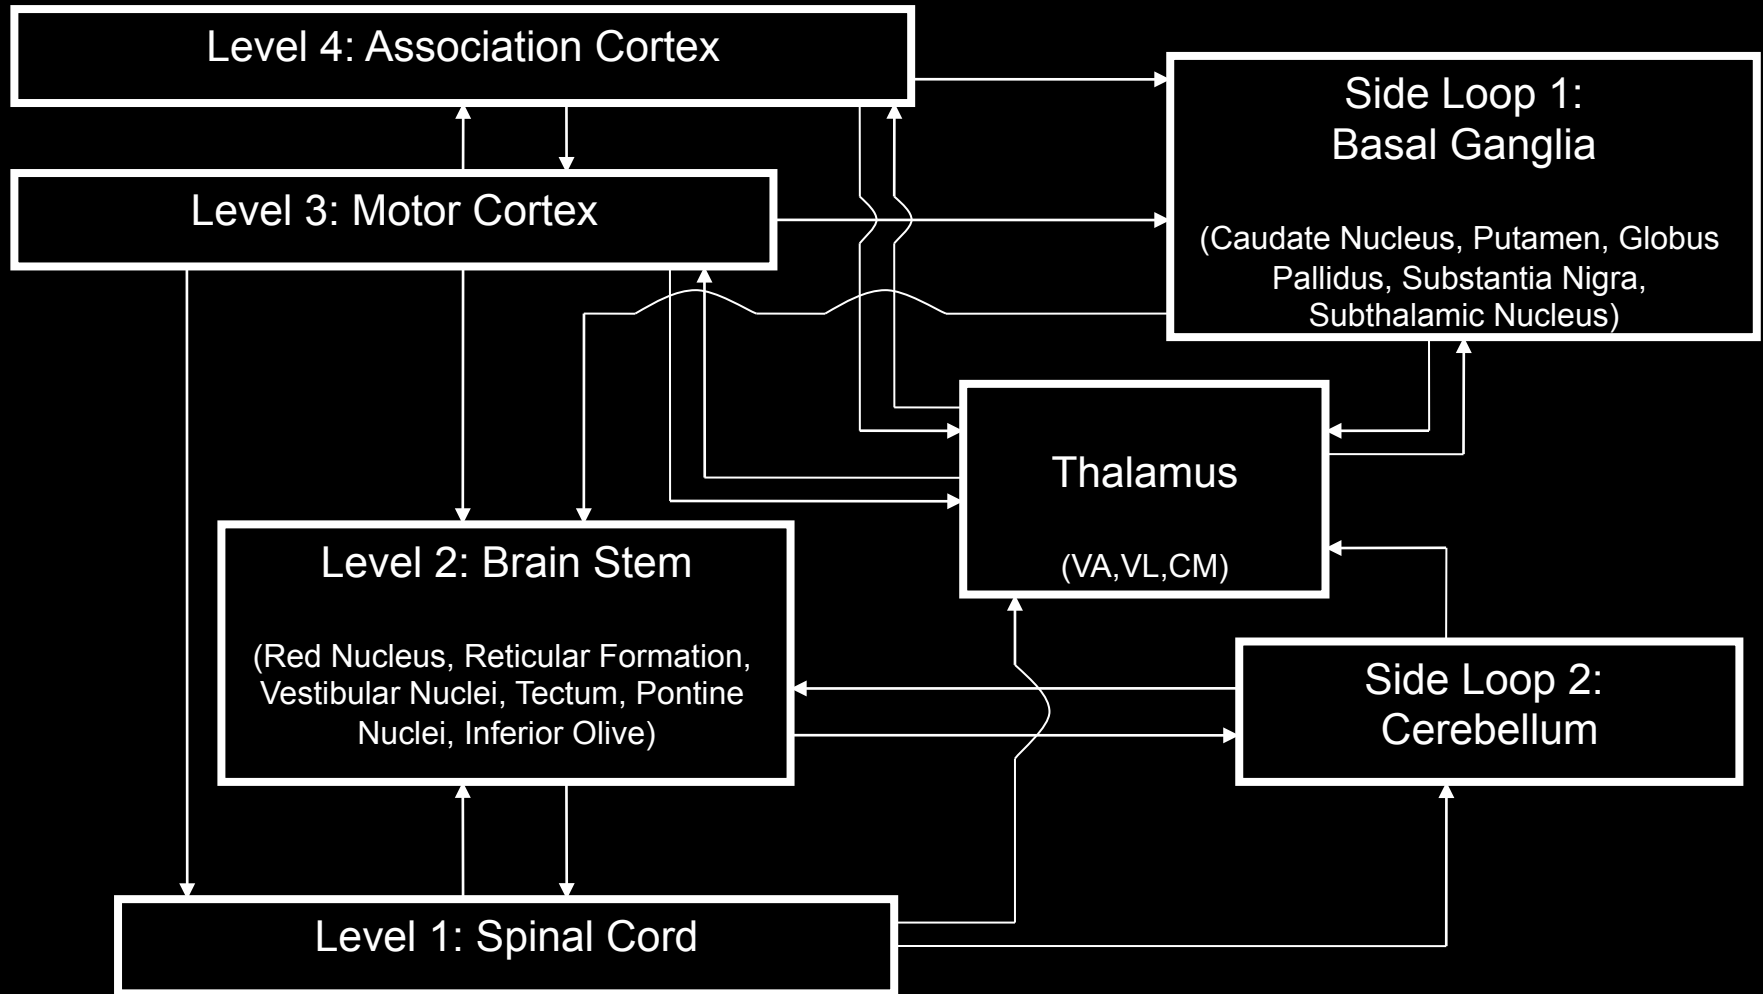 Level 4: Association Cortex
Side Loop 1:
Basal Ganglia
(Caudate Nucleus, Putamen, Globus
Pallidus, Substantia Nigra,
Subthalamic Nucleus)
Level 3: Motor Cortex
Thalamus
(VA,VL,CM)
Level 2: Brain Stem
(Red Nucleus, Reticular Formation,
Vestibular Nuclei, Tectum, Pontine
Nuclei, Inferior Olive)
Side Loop 2:
Cerebellum
Level 1: Spinal Cord